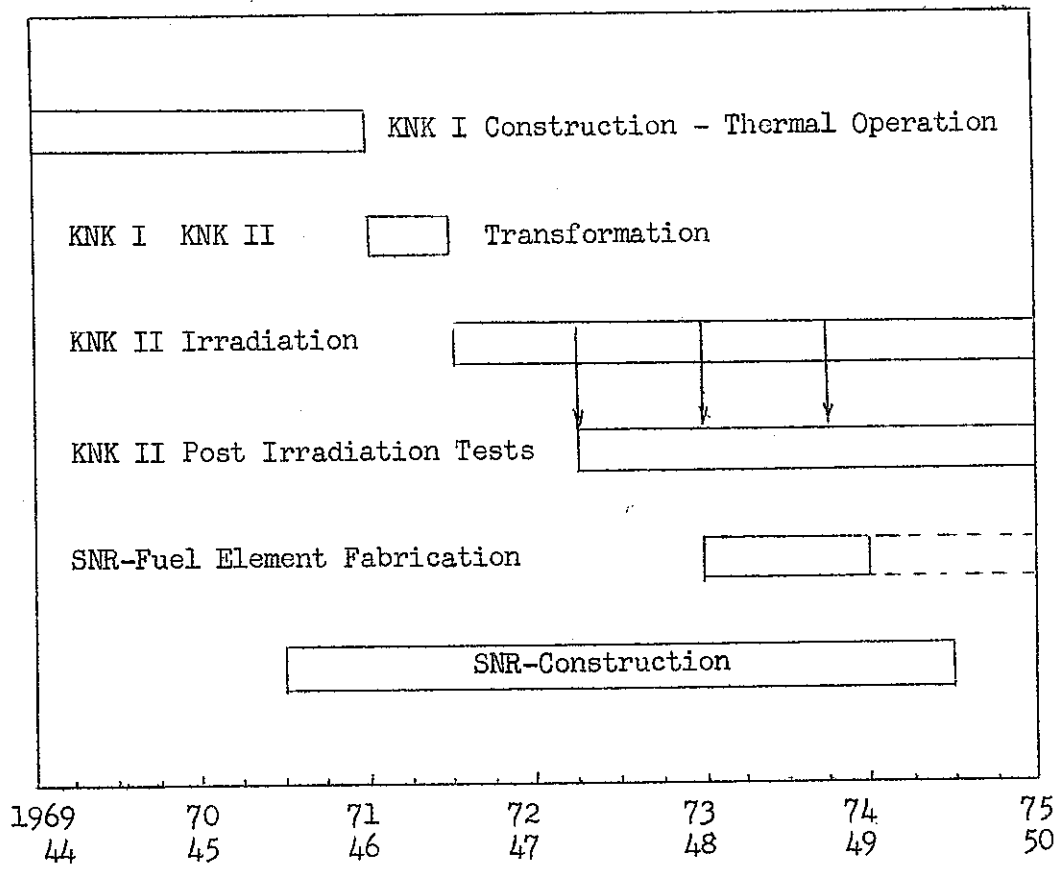 KNK I Construction - Thermal Operation
KNK I KNK II Transformation
KNK II Irradiation
KNK II Post Irradiation Tests
SNR-Fuel Element Fabrication
SNR-Construction
1969 70 71 72 73 74 75
44 45 46 47 48 49 50